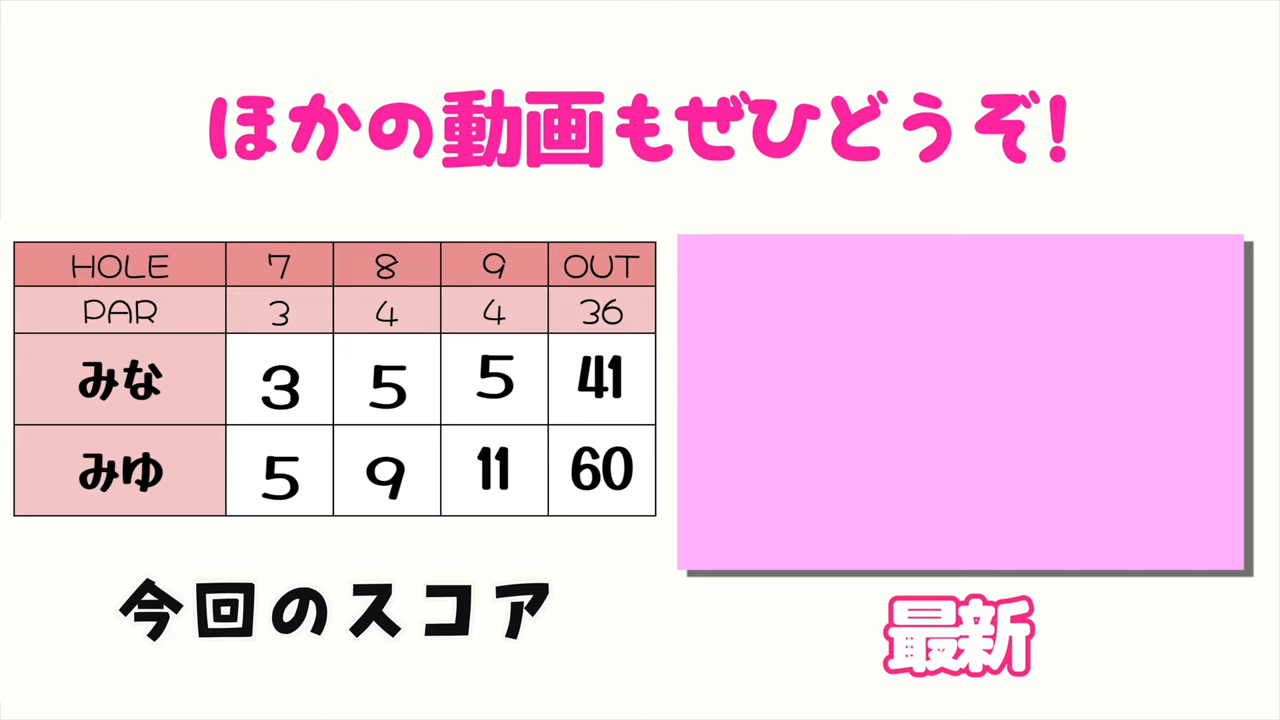 ほかの動画もぜひどうぞ!
HOLE 7 8 9 OUT
PAR 3 4 4 36
みな 3 5 5 41
みゆ 5 9 11 60
今回のスコア
最新